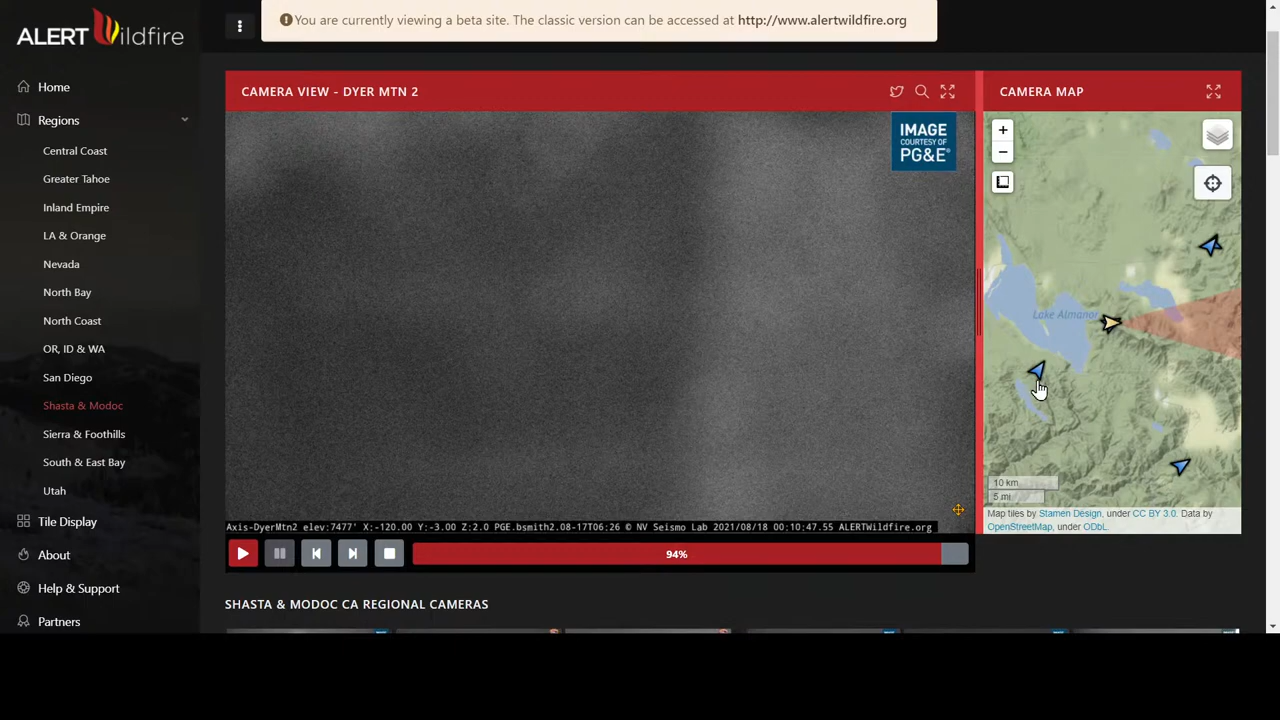 ALERT Wildfire
You are currently viewing a beta site. The classic version can be accessed at http://www.alertwildfire.org
Home
Regions
Central Coast
Greater Tahoe
Inland Empire
LA & Orange
Nevada
North Bay
North Coast
OR, ID & WA
San Diego
Shasta & Modoc
Sierra & Foothills
South & East Bay
Utah
Tile Display
About
Help & Support
Partners
CAMERA VIEW - DYER MTN 2
IMAGE
COURTESY OF
PG&E®
Axis-DyerMtn2 elev:7477' X:-120.00 Y:-3.00 Z:2.0 PGE.bsmith2.08-17T06:26 © NV Seismo Lab 2021/08/18 00:10:47.55 ALERTWildfire.org
94%
CAMERA MAP
+
−
Lake Almanor
10 km
5 mi
Map tiles by Stamen Design, under CC BY 3.0. Data by
OpenStreetMap, under ODbL.
SHASTA & MODOC CA REGIONAL CAMERAS